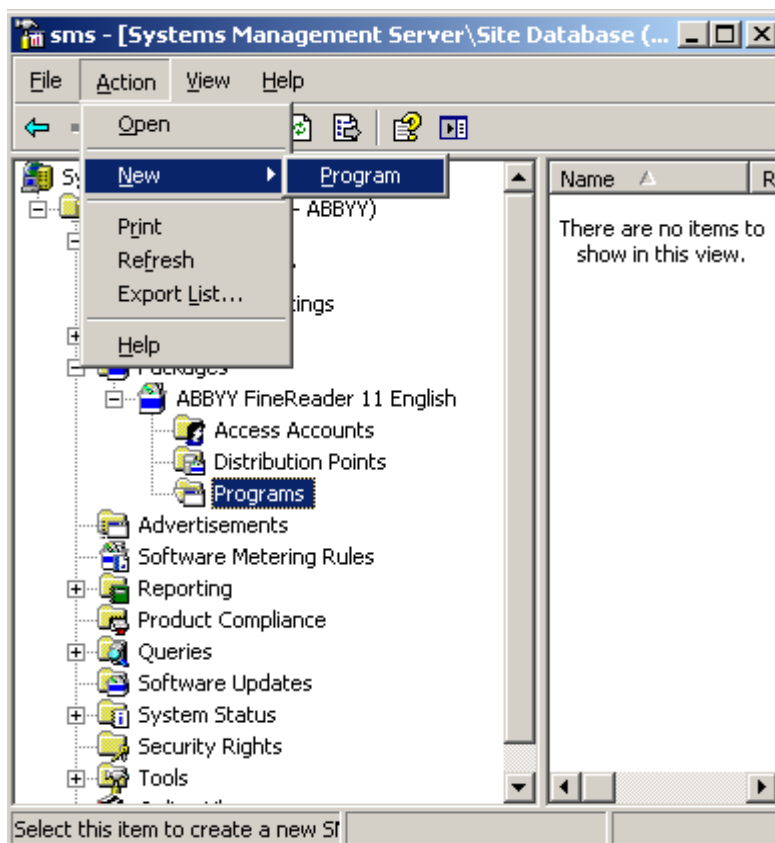 sms - [Systems Management Server\Site Database (...
File Action View Help
Open
New
Program
Print
Refresh
Export List...
Help
- ABBYY)
ings
Packages
ABBYY FineReader 11 English
Access Accounts
Distribution Points
Programs
Advertisements
Software Metering Rules
Reporting
Product Compliance
Queries
Software Updates
System Status
Security Rights
Tools
Name R
There are no items to
show in this view.
Select this item to create a new S